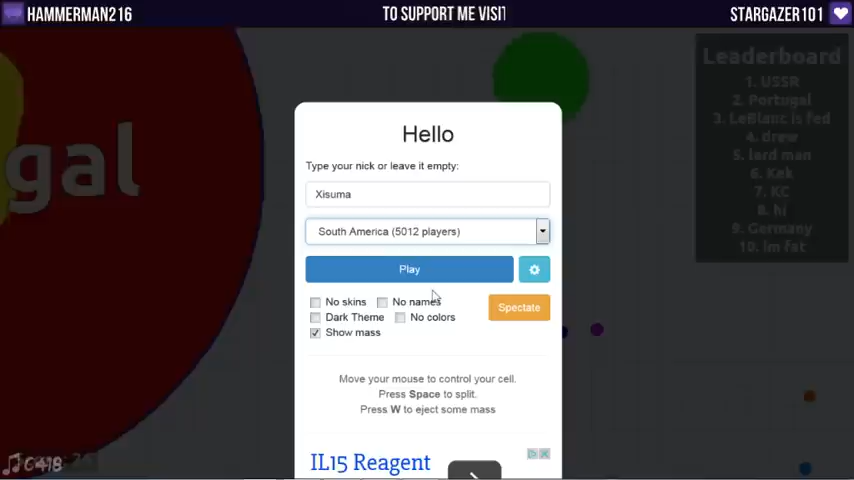 HAMMERMAN216
TO SUPPORT ME VISIT
STARGAZER101
gal
Leaderboard
1. USSR
2. Portugal
3. LeBlanc is fed
4. drew
5. lord man
6. Kek
7. KC
8. hi
9. Germany
10. Im fat
Hello
Type your nick or leave it empty:
Xisuma
South America (5012 players)
Play
No skins
No names
Spectate
Dark Theme
No colors
Show mass
Move your mouse to control your cell.
Press Space to split.
Press W to eject some mass
IL15 Reagent
C418